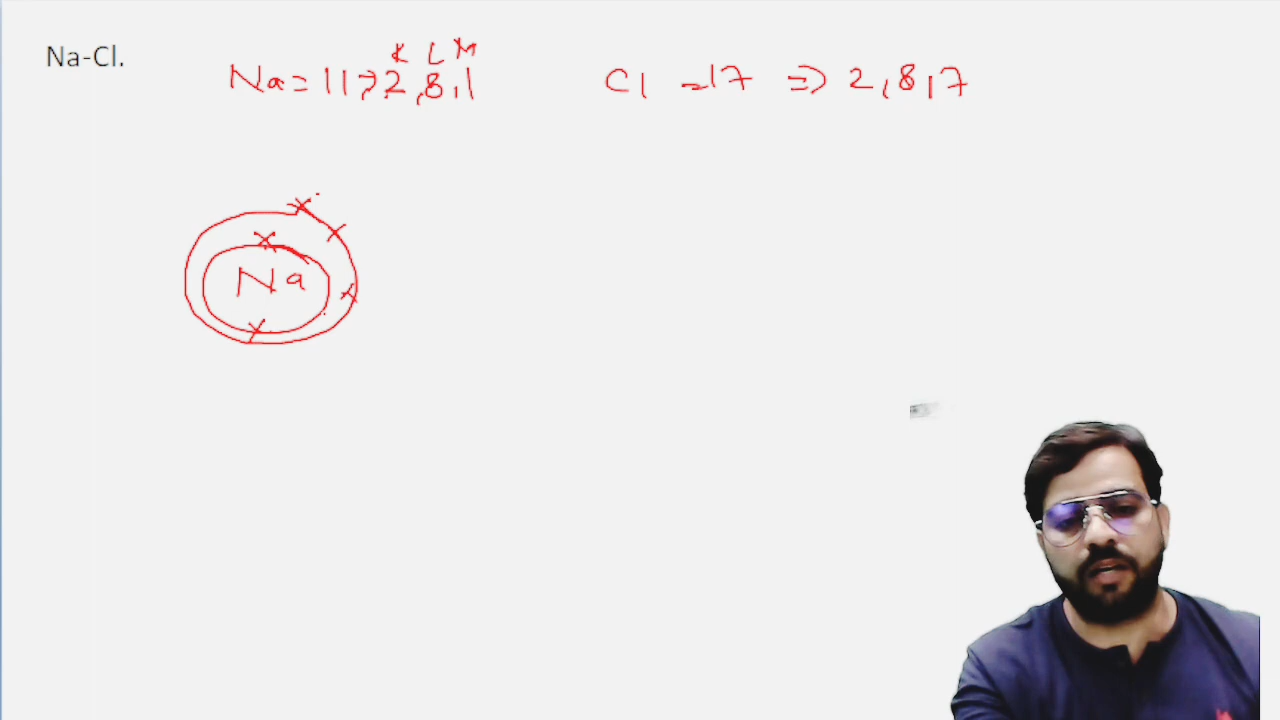 Na-Cl.
K L M
Na = 11 => 2,8,1
Cl = 17 => 2,8,7
Na